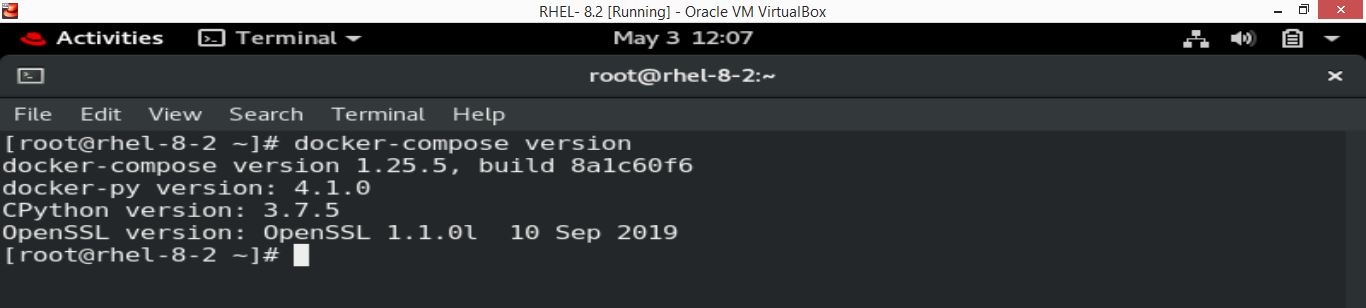 RHEL- 8.2 [Running] - Oracle VM VirtualBox
Activities Terminal May 3 12:07
root@rhel-8-2:~
File Edit View Search Terminal Help
[root@rhel-8-2 ~]# docker-compose version
docker-compose version 1.25.5, build 8a1c60f6
docker-py version: 4.1.0
CPython version: 3.7.5
OpenSSL version: OpenSSL 1.1.0l  10 Sep 2019
[root@rhel-8-2 ~]#